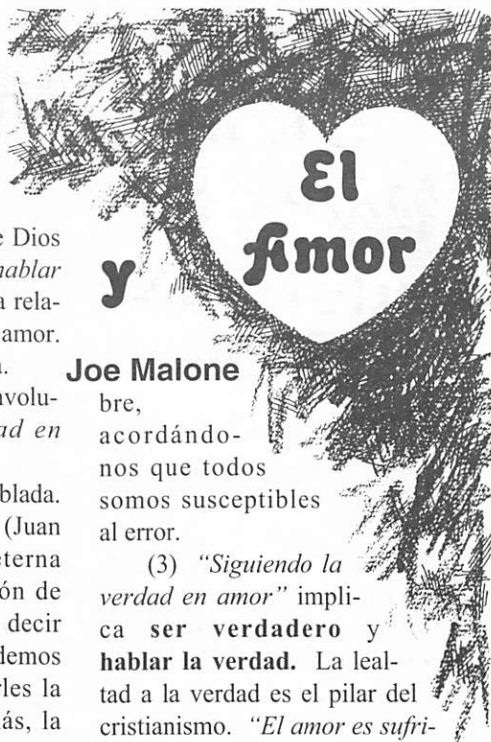 y
El
Amor
Joe Malone
e Dios
hablar
a rela-
amor.
a.
nvolu-
ad en
blada.
(Juan
eterna
ón de
decir
demos
rles la
ás, la
bre,
acordándo-
nos que todos
somos susceptibles
al error.
(3) "Siguiendo la
verdad en amor" impli-
ca ser verdadero y
hablar la verdad. La leal-
tad a la verdad es el pilar del
cristianismo. "El amor es sufri-